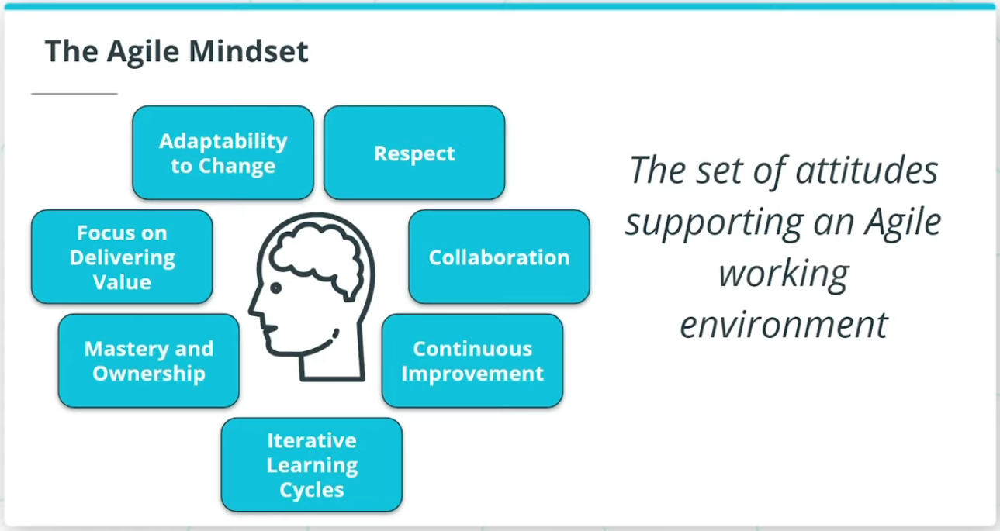 The Agile Mindset
Adaptability
to Change
Respect
Collaboration
Continuous
Improvement
Iterative
Learning
Cycles
Mastery and
Ownership
Focus on
Delivering
Value
The set of attitudes
supporting an Agile
working
environment